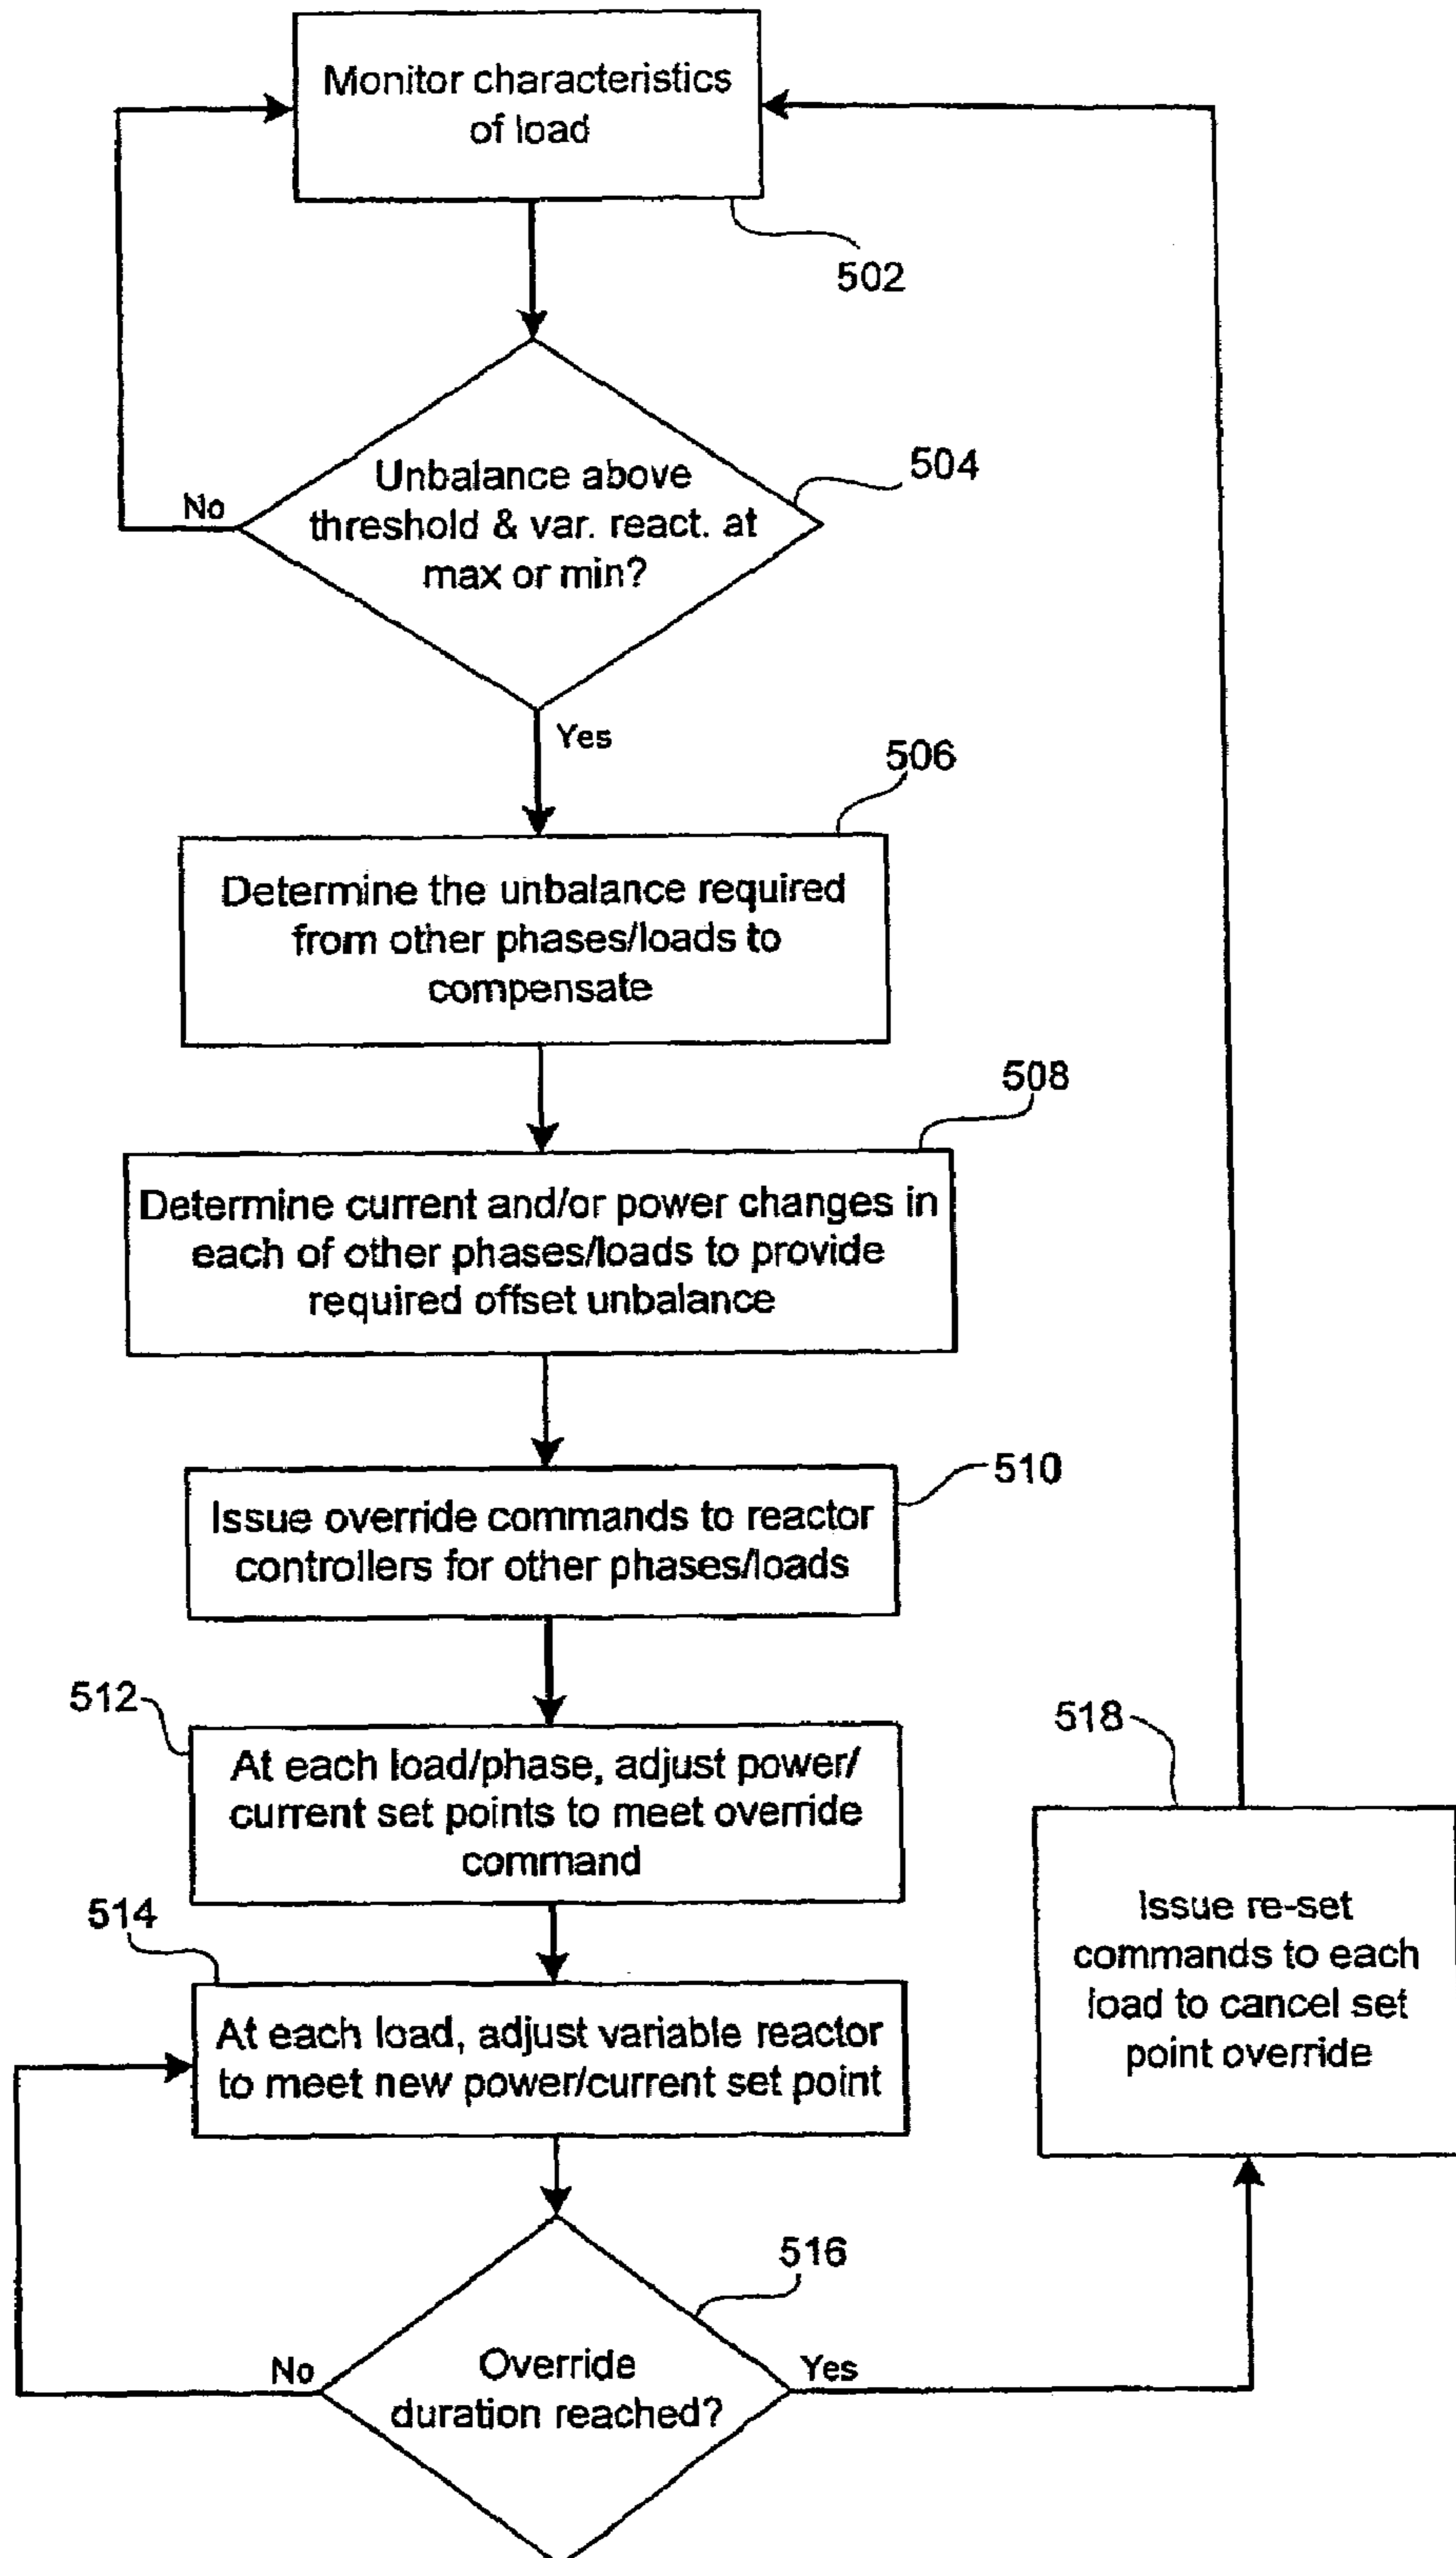 Monitor characteristics
of load
502
Unbalance above
threshold & var. react. at
max or min?
504
No
Yes
506
Determine the unbalance required
from other phases/loads to
compensate
508
Determine current and/or power changes in
each of other phases/loads to provide
required offset unbalance
510
Issue override commands to reactor
controllers for other phases/loads
512
At each load/phase, adjust power/
current set points to meet override
command
514
At each load, adjust variable reactor
to meet new power/current set point
516
Override
duration reached?
No
Yes
518
Issue re-set
commands to each
load to cancel set
point override